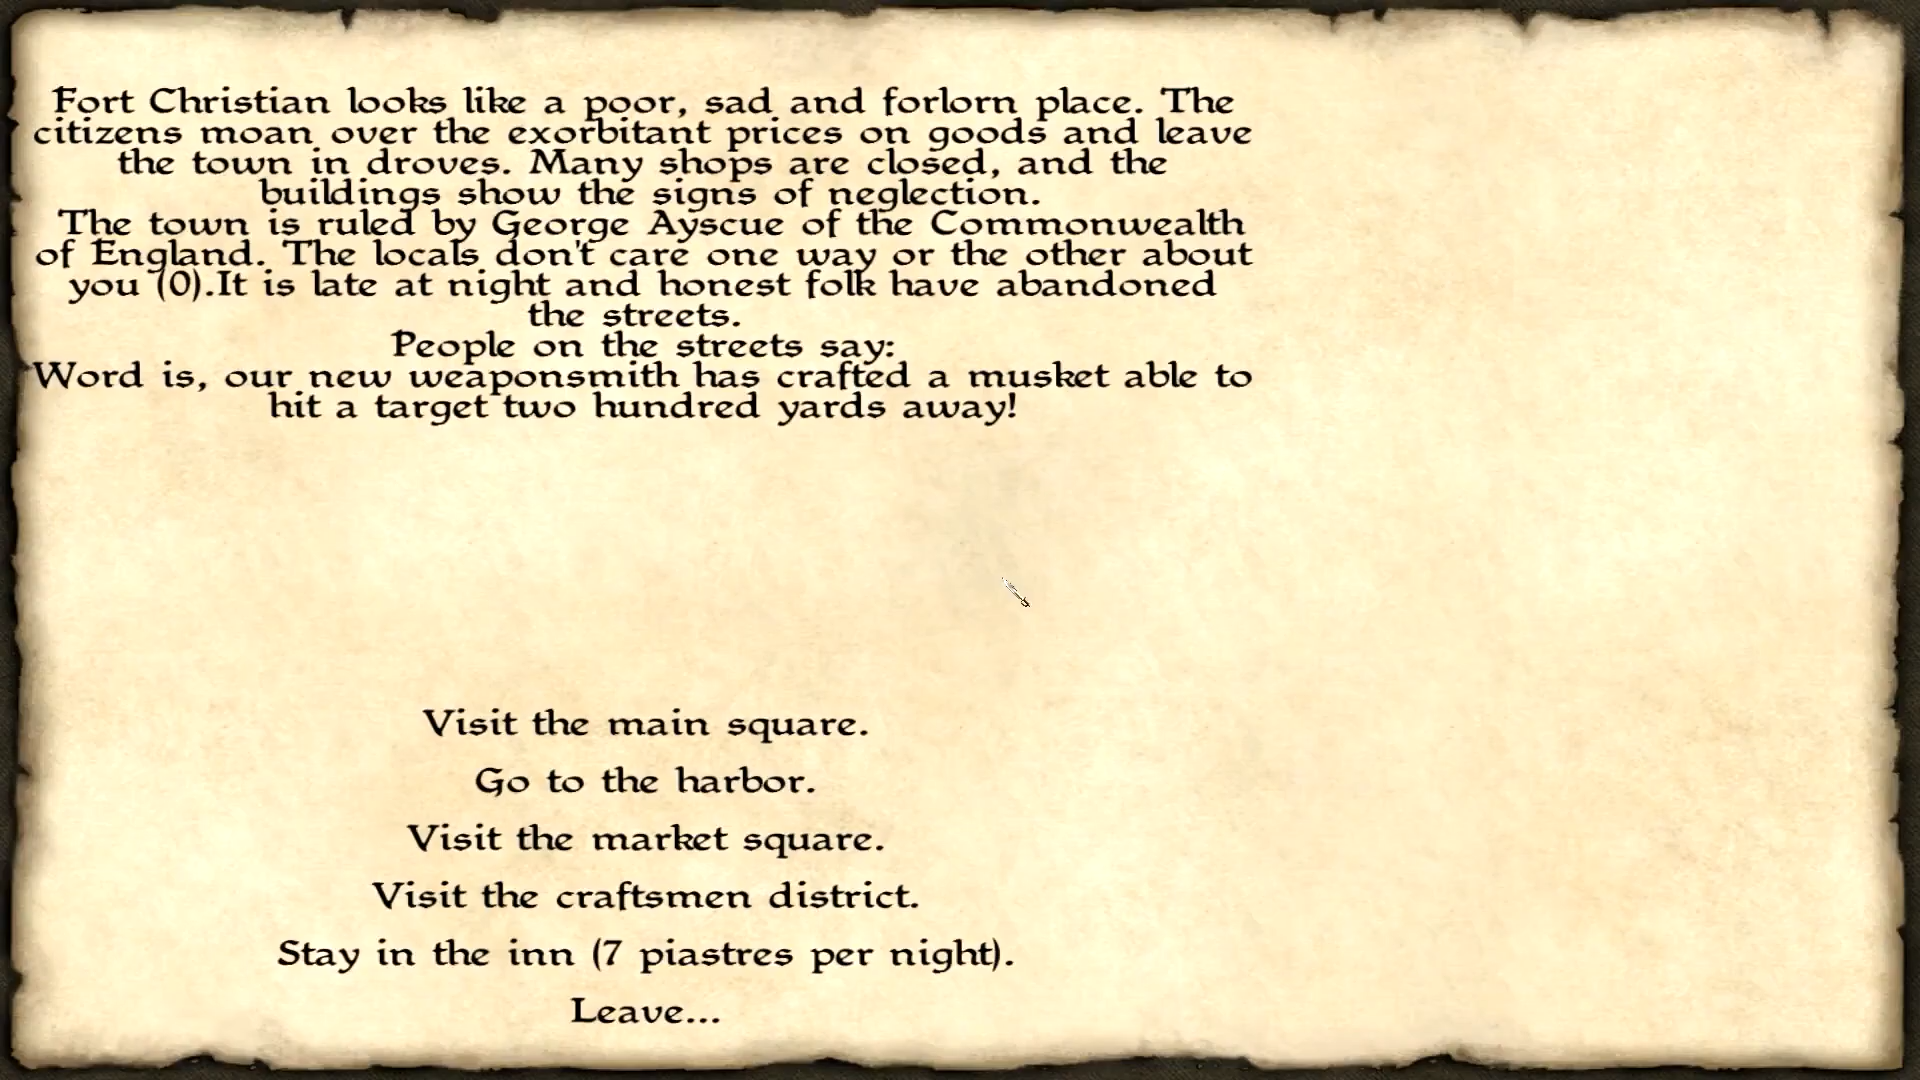 Fort Christian looks like a poor, sad and forlorn place. The
citizens moan over the exorbitant prices on goods and leave
the town in droves. Many shops are closed, and the
buildings show the signs of neglection.
The town is ruled by George Ayscue of the Commonwealth
of England. The locals don't care one way or the other about
you (0).It is late at night and honest folk have abandoned
the streets.
People on the streets say:
Word is, our new weaponsmith has crafted a musket able to
hit a target two hundred yards away!
Visit the main square.
Go to the harbor.
Visit the market square.
Visit the craftsmen district.
Stay in the inn (7 piastres per night).
Leave...